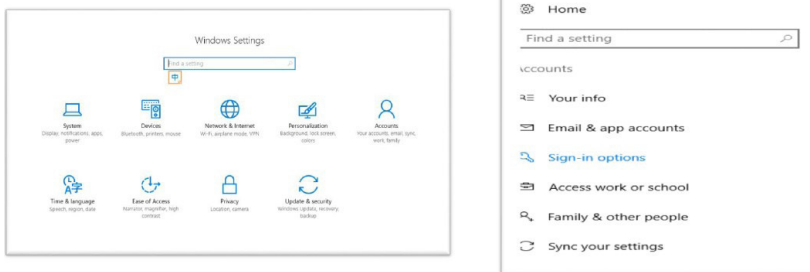 Windows Settings
Find a setting
中
System
Display, notifications, apps,
power
Devices
Bluetooth, printers, mouse
Network & Internet
Wi-Fi, airplane mode, VPN
Personalization
Background, lock screen,
colors
Accounts
Your accounts, email, sync,
work, family
A字
Time & language
Speech, region, date
Ease of Access
Narrator, magnifier, high
contrast
Privacy
Location, camera
Update & security
Windows Update, recovery,
backup
Home
Find a setting
Accounts
Your info
Email & app accounts
Sign-in options
Access work or school
Family & other people
Sync your settings